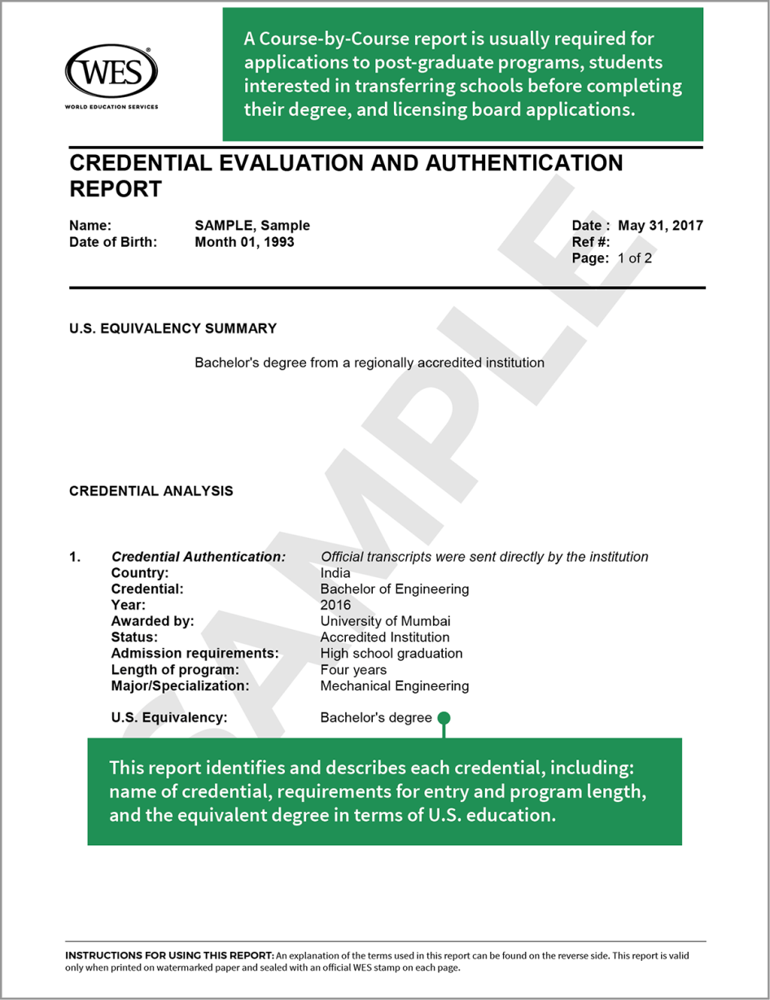 A Course-by-Course report is usually required for
applications to post-graduate programs, students
interested in transferring schools before completing
their degree, and licensing board applications.
WES®
WORLD EDUCATION SERVICES
CREDENTIAL EVALUATION AND AUTHENTICATION
REPORT
Name: SAMPLE, Sample
Date of Birth: Month 01, 1993
Date : May 31, 2017
Ref #:
Page: 1 of 2
U.S. EQUIVALENCY SUMMARY
Bachelor's degree from a regionally accredited institution
CREDENTIAL ANALYSIS
1. Credential Authentication: Official transcripts were sent directly by the institution
Country: India
Credential: Bachelor of Engineering
Year: 2016
Awarded by: University of Mumbai
Status: Accredited Institution
Admission requirements: High school graduation
Length of program: Four years
Major/Specialization: Mechanical Engineering
U.S. Equivalency: Bachelor's degree
SAMPLE
This report identifies and describes each credential, including:
name of credential, requirements for entry and program length,
and the equivalent degree in terms of U.S. education.
INSTRUCTIONS FOR USING THIS REPORT: An explanation of the terms used in this report can be found on the reverse side. This report is valid
only when printed on watermarked paper and sealed with an official WES stamp on each page.